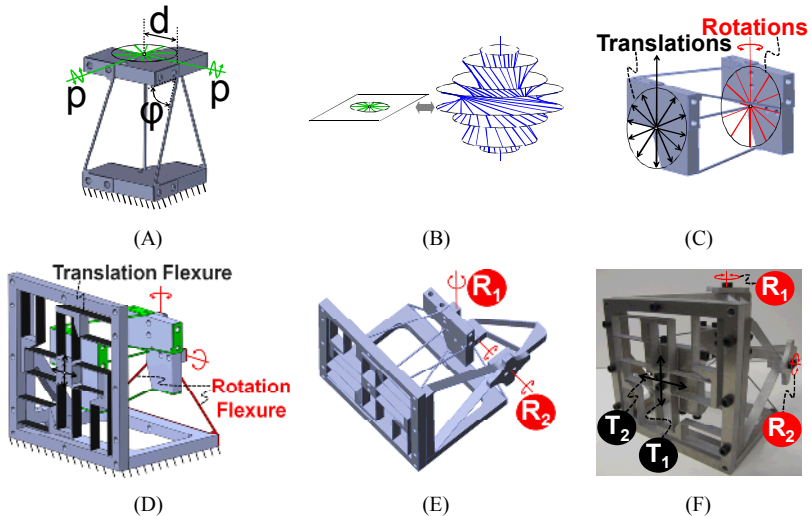 d
p
p
φ
(A)
(B)
Translations
Rotations
(C)
Translation Flexure
Rotation
Flexure
(D)
R1
R2
(E)
R1
R2
T2
T1
(F)